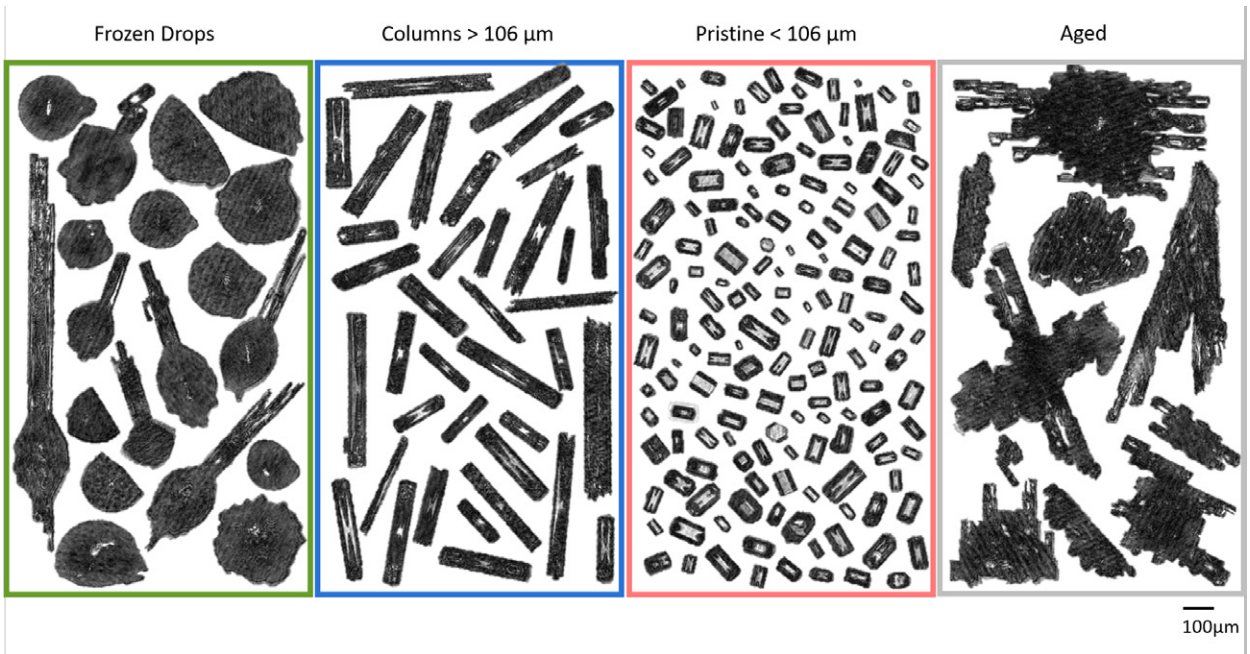 Frozen Drops
Columns > 106 µm
Pristine < 106 µm
Aged
100µm